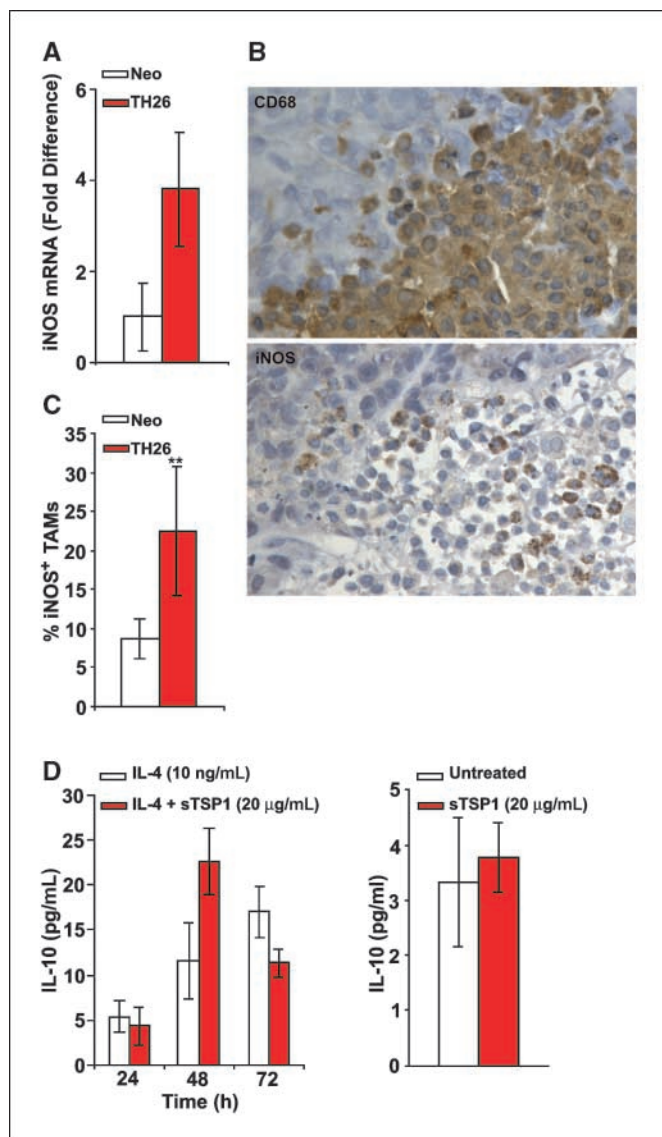 A
Neo
TH26
iNOS mRNA (Fold Difference)
6
4
2
0
B
CD68
iNOS
C
Neo
TH26
% iNOS+ TAMs
35
30
25
20
15
10
5
0
**
D
IL-4 (10 ng/mL)
IL-4 + sTSP1 (20 μg/mL)
IL-10 (pg/mL)
30
25
20
15
10
5
0
24 48 72
Time (h)
Untreated
sTSP1 (20 μg/mL)
IL-10 (pg/ml)
5
4
3
2
1
0